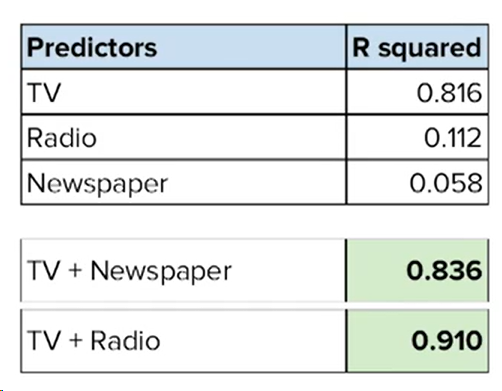 Predictors R squared
TV 0.816
Radio 0.112
Newspaper 0.058
TV + Newspaper 0.836
TV + Radio 0.910